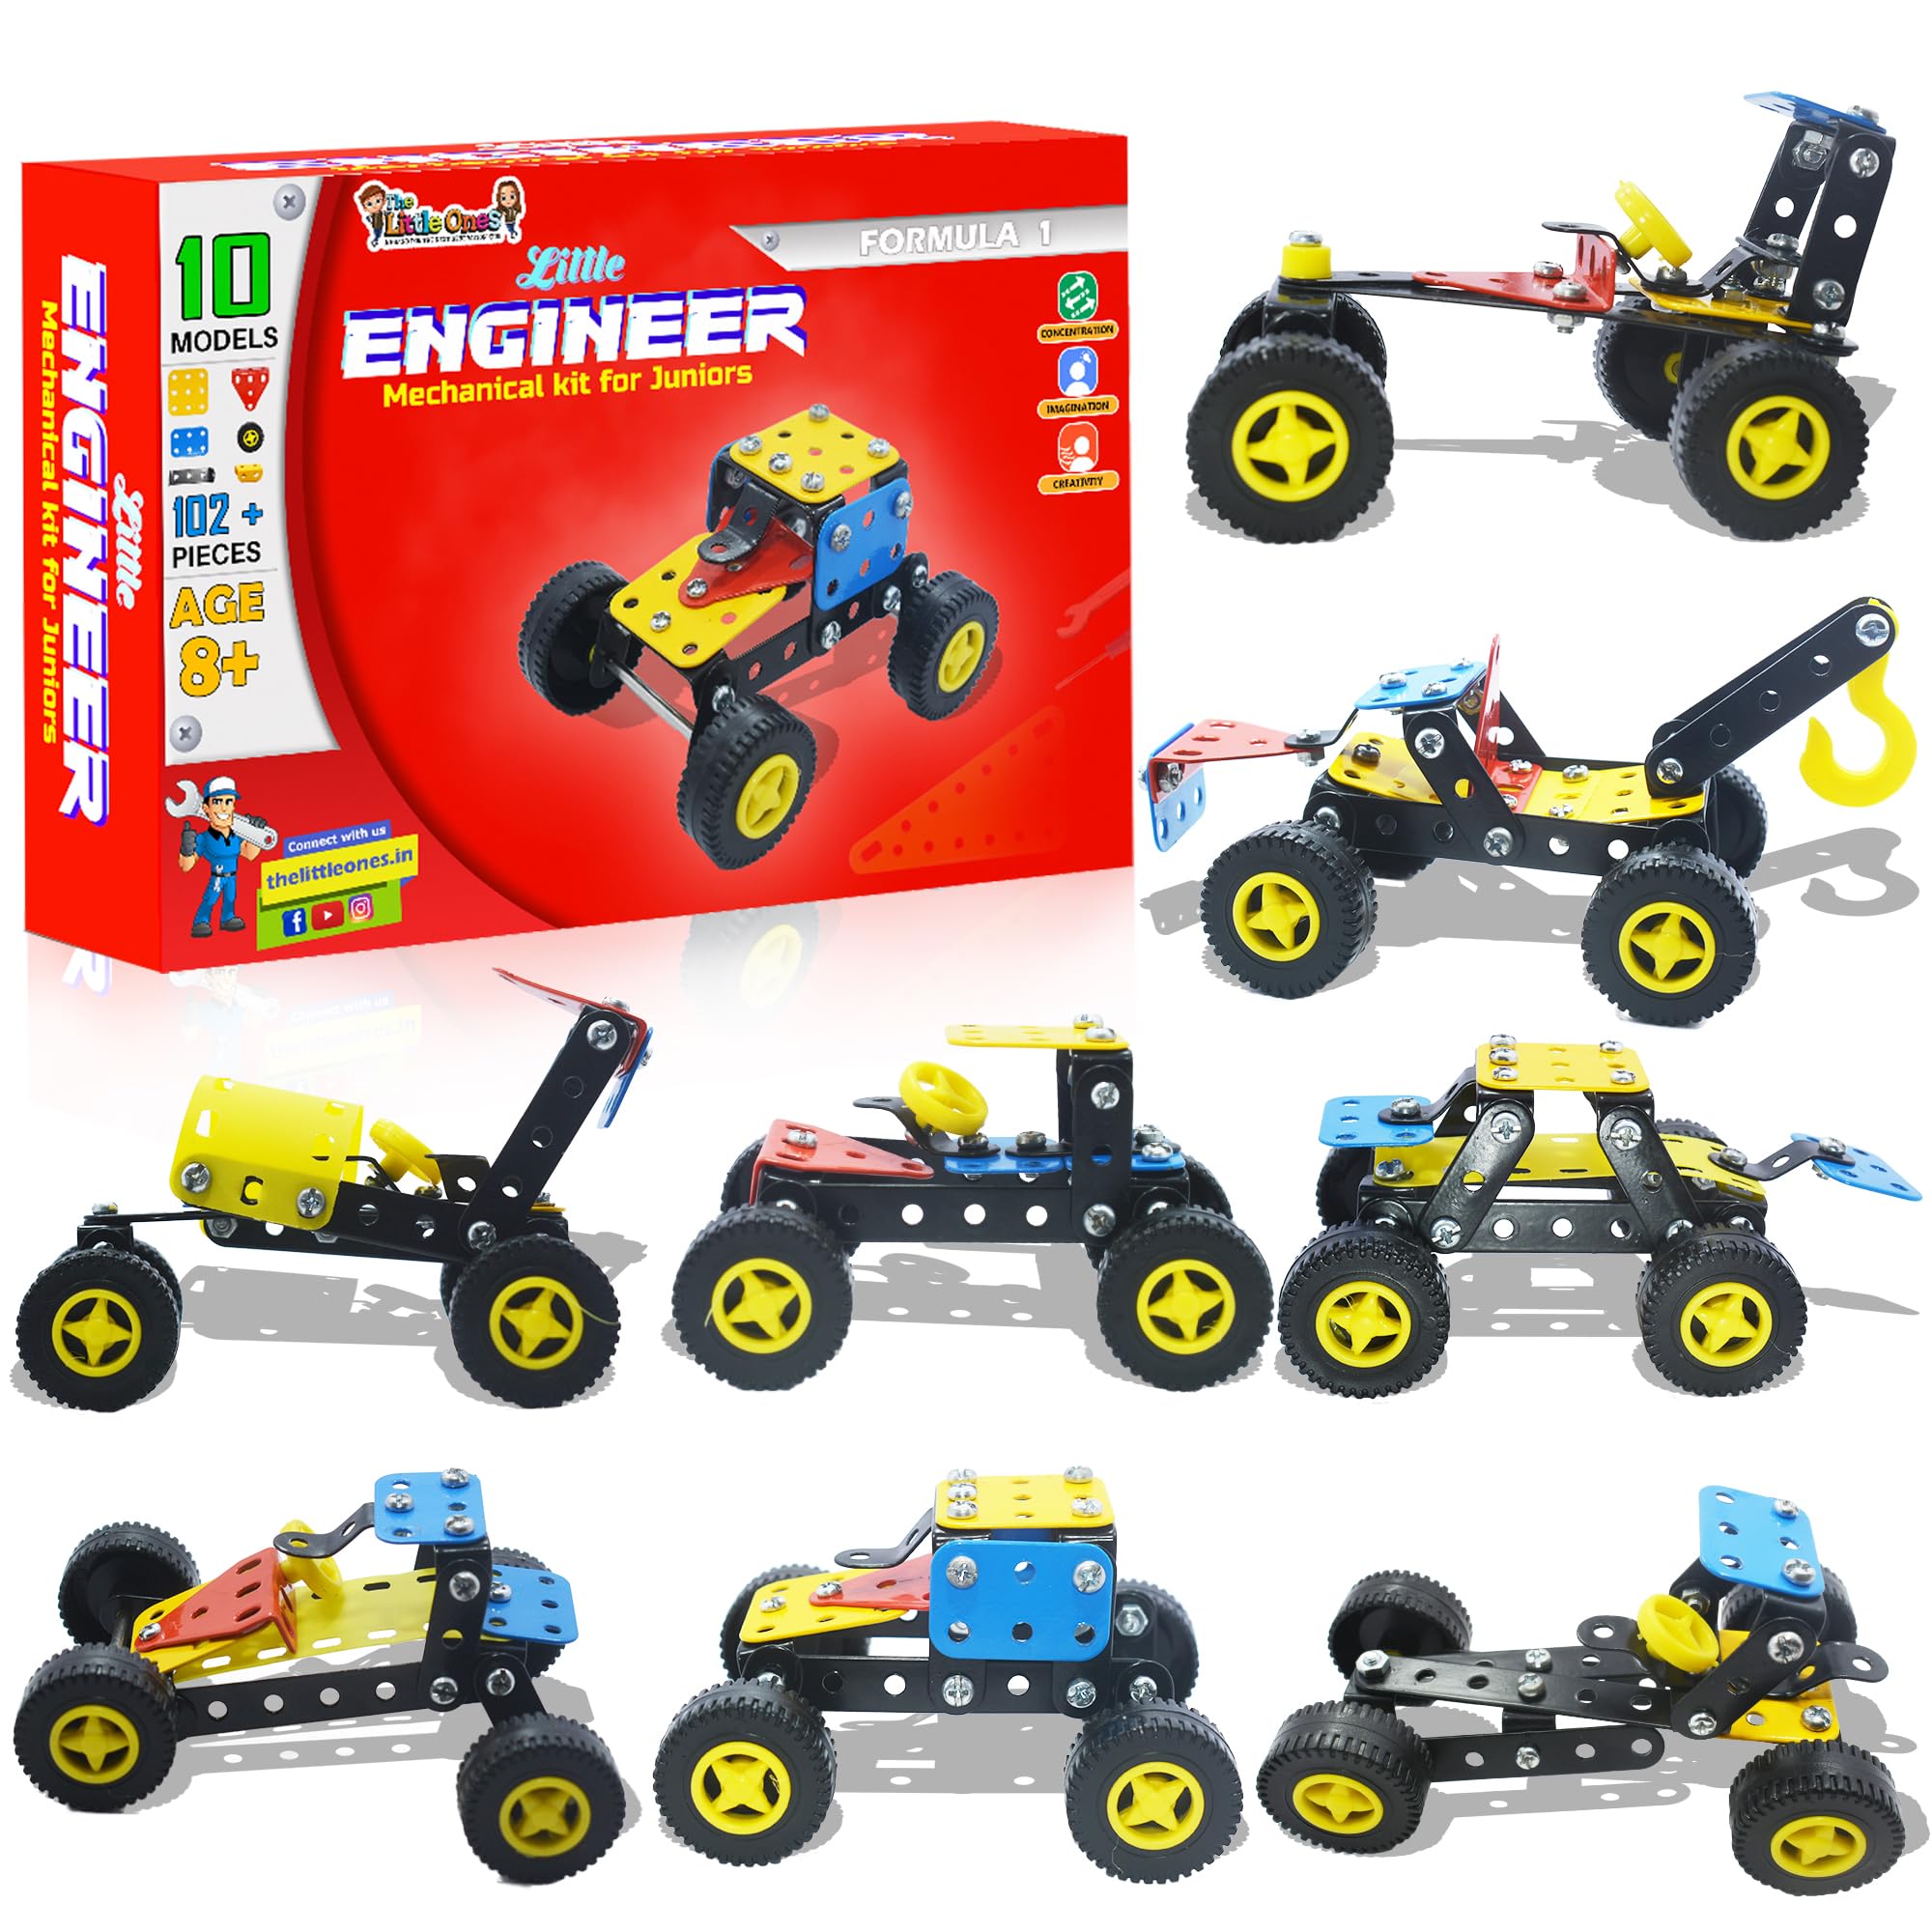 The
Little Ones
Little
ENGINEER
Mechanical kit for Juniors
FORMULA 1
10
MODELS
102 +
PIECES
AGE
8+
CONCENTRATION
IMAGINATION
CREATIVITY
Connect with us
thelittleones.in
Little
ENGINEER
Mechanical kit for Juniors